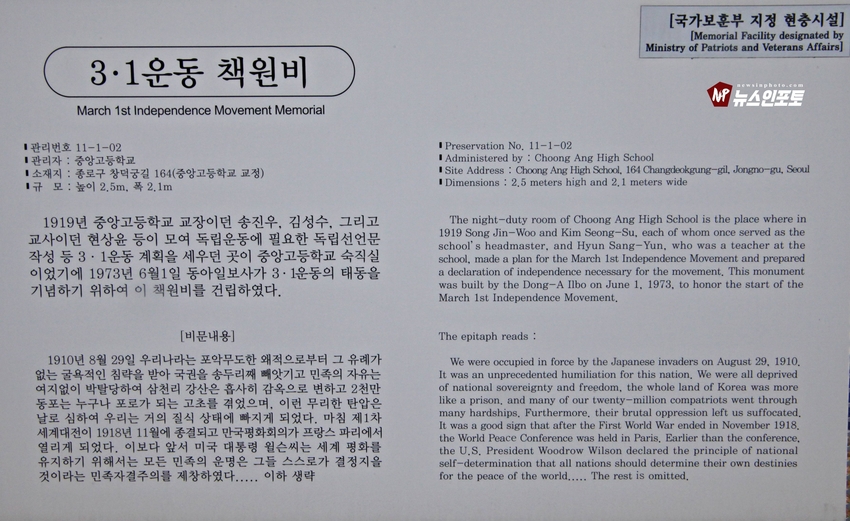 [국가보훈부 지정 현충시설]
[Memorial Facility designated by
Ministry of Patriots and Veterans Affairs]
newsinphoto.com
뉴스인포토
3·1운동 책원비
March 1st Independence Movement Memorial
관리번호 11-1-02
관리자 : 중앙고등학교
소재지 : 종로구 창덕궁길 164(중앙고등학교 교정)
규 모 : 높이 2.5m, 폭 2.1m
1919년 중앙고등학교 교장이던 송진우, 김성수, 그리고
교사이던 현상윤 등이 모여 독립운동에 필요한 독립선언문
작성 등 3·1운동 계획을 세우던 곳이 중앙고등학교 숙직실
이었기에 1973년 6월1일 동아일보사가 3·1운동의 태동을
기념하기 위하여 이 책원비를 건립하였다.
[비문내용]
1910년 8월 29일 우리나라는 포악무도한 왜적으로부터 그 유례가
없는 굴욕적인 침략을 받아 국권을 송두리째 빼앗기고 민족의 자유는
여지없이 박탈당하여 삼천리 강산은 흡사히 감옥으로 변하고 2천만
동포는 누구나 포로가 되는 고초를 겪었으며, 이런 무리한 탄압은
날로 심하여 우리는 거의 질식 상태에 빠지게 되었다. 마침 제1차
세계대전이 1918년 11월에 종결되고 만국평화회의가 프랑스 파리에서
열리게 되었다. 이보다 앞서 미국 대통령 윌슨씨는 세계 평화를
유지하기 위해서는 모든 민족의 운명은 그들 스스로가 결정지을
것이라는 민족자결주의를 제창하였다..... 이하 생략
Preservation No. 11-1-02
Administered by : Choong Ang High School
Site Address : Choong Ang High School, 164 Changdeokgung-gil, Jongno-gu, Seoul
Dimensions : 2.5 meters high and 2.1 meters wide
The night-duty room of Choong Ang High School is the place where in
1919 Song Jin-Woo and Kim Seong-Su, each of whom once served as the
school's headmaster, and Hyun Sang-Yun, who was a teacher at the
school, made a plan for the March 1st Independence Movement and prepared
a declaration of independence necessary for the movement. This monument
was built by the Dong-A Ilbo on June 1, 1973, to honor the start of the
March 1st Independence Movement.
The epitaph reads :
We were occupied in force by the Japanese invaders on August 29, 1910.
It was an unprecedented humiliation for this nation. We were all deprived
of national sovereignty and freedom, the whole land of Korea was more
like a prison, and many of our twenty-million compatriots went through
many hardships. Furthermore, their brutal oppression left us suffocated.
It was a good sign that after the First World War ended in November 1918,
the World Peace Conference was held in Paris. Earlier than the conference,
the U.S. President Woodrow Wilson declared the principle of national
self-determination that all nations should determine their own destinies
for the peace of the world..... The rest is omitted.